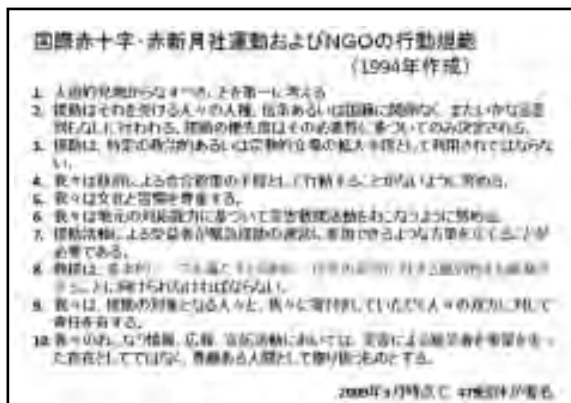 国際赤十字・赤新月社運動およびNGOの行動規範
(1994年作成)
1. 人道的見地からなすべきことを第一に考える
2. 援助はそれを受ける人々の人種、信条あるいは国籍に関係なく、またいかなる差
別もなしに行われる。援助の優先度はその必要性に基づいてのみ決定される。
3. 援助は、特定の政治的あるいは宗教的立場の拡大手段として利用されてはならな
い。
4. 我々は政府による外交政策の手段として行動することがないように努める。
5. 我々は文化と習慣を尊重する。
6. 我々は地元の対応能力に基づいて災害救援活動をおこなうように努める。
7. 援助活動による受益者が緊急援助の運営に参加できるような方策を立てることが
必要である。
8. 救援は、
ことに向けられなければならない。
9. 我々は、援助の対象となる人々と、我々に寄付をしていただく人々の双方に対して
責任を有する。
10. 我々のおこなう情報、広報、宣伝活動においては、災害による被災者を希望を失っ
た存在としてではなく、尊厳ある人間として取り扱うものとする。
2009年 月時点で 団体が署名